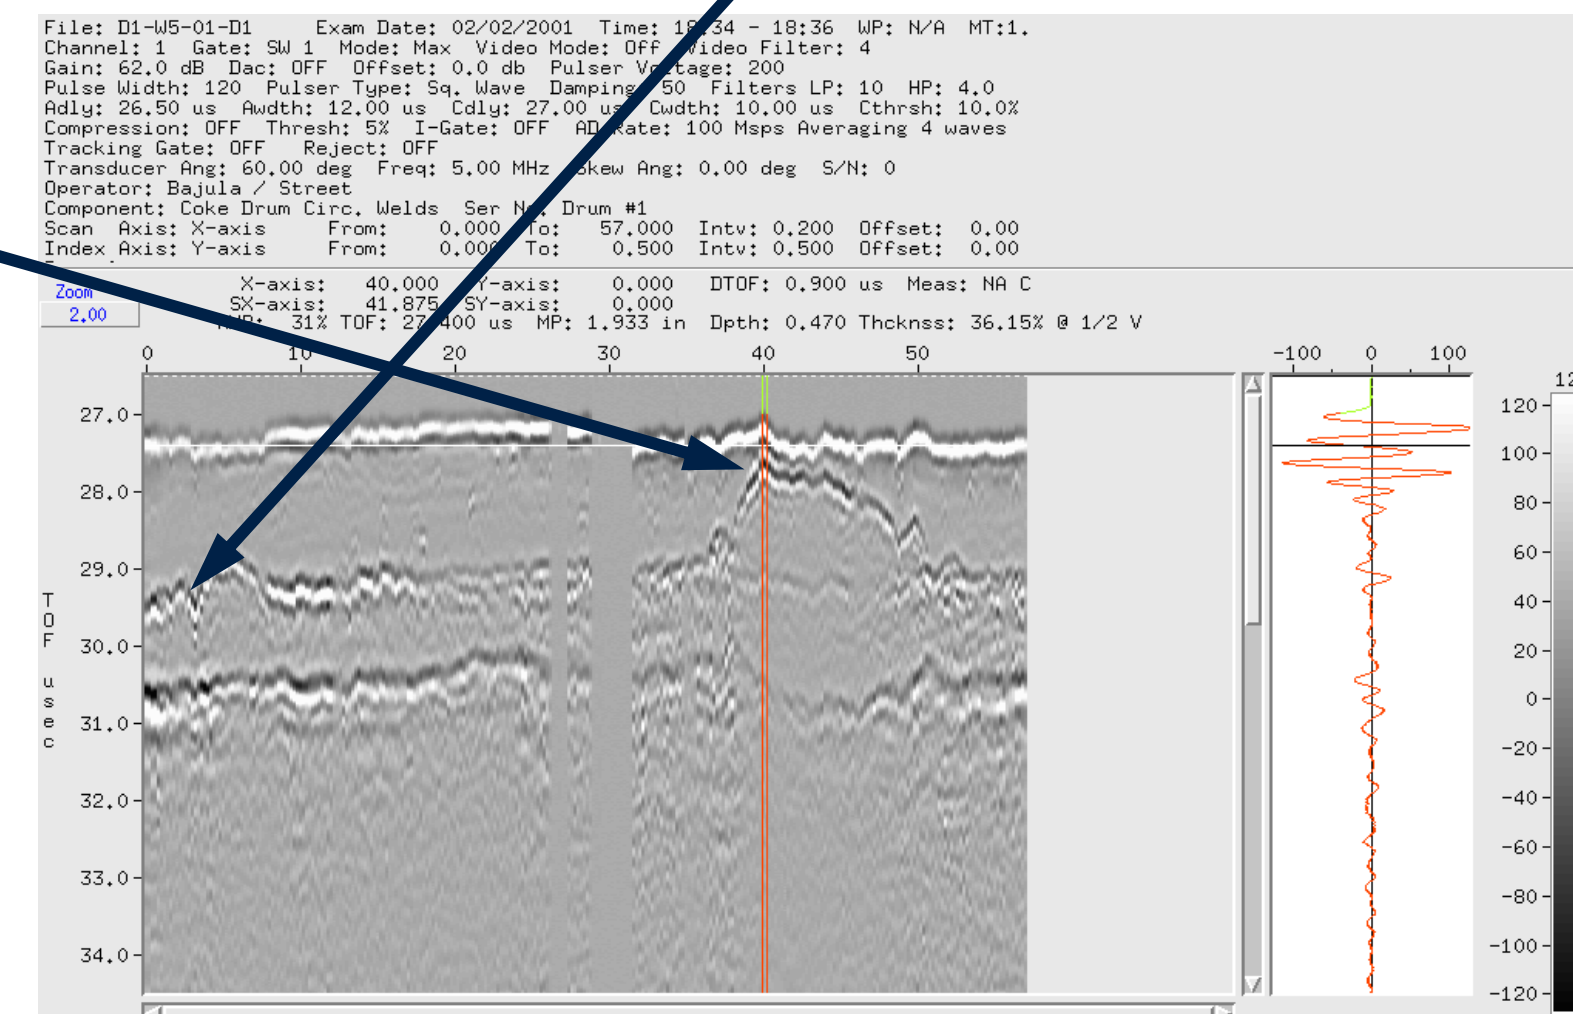 File: D1-W5-01-D1 Exam Date: 02/02/2001 Time: 18:34 - 18:36 WP: N/A MT:1.
Channel: 1 Gate: SW 1 Mode: Max Video Mode: Off Video Filter: 4
Gain: 62.0 dB Dac: OFF Offset: 0.0 db Pulser Voltage: 200
Pulse Width: 120 Pulser Type: Sq. Wave Damping: 50 Filters LP: 10 HP: 4.0
Adly: 26.50 us Awdth: 12.00 us Cdly: 27.00 us Cwdth: 10.00 us Cthrsh: 10.0%
Compression: OFF Thresh: 5% I-Gate: OFF AD Rate: 100 Msps Averaging 4 waves
Tracking Gate: OFF Reject: OFF
Transducer Ang: 60.00 deg Freq: 5.00 MHz Skew Ang: 0.00 deg S/N: 0
Operator: Bajula / Street
Component: Coke Drum Circ. Welds Ser No. Drum #1
Scan Axis: X-axis From: 0.000 To: 57.000 Intv: 0.200 Offset: 0.00
Index Axis: Y-axis From: 0.000 To: 0.500 Intv: 0.500 Offset: 0.00
Zoom
2.00
X-axis: 40.000 Y-axis: 0.000 DTOF: 0.900 us Meas: NA C
SX-axis: 41.875 SY-axis: 0.000
31% TOF: 27.400 us MP: 1.933 in Dpth: 0.470 Thcknss: 36.15% @ 1/2 V
0 10 20 30 40 50
-100 0 100
27.0
28.0
29.0
30.0
31.0
32.0
33.0
34.0
TOF usec
120
100
80
60
40
20
0
-20
-40
-60
-80
-100
-120